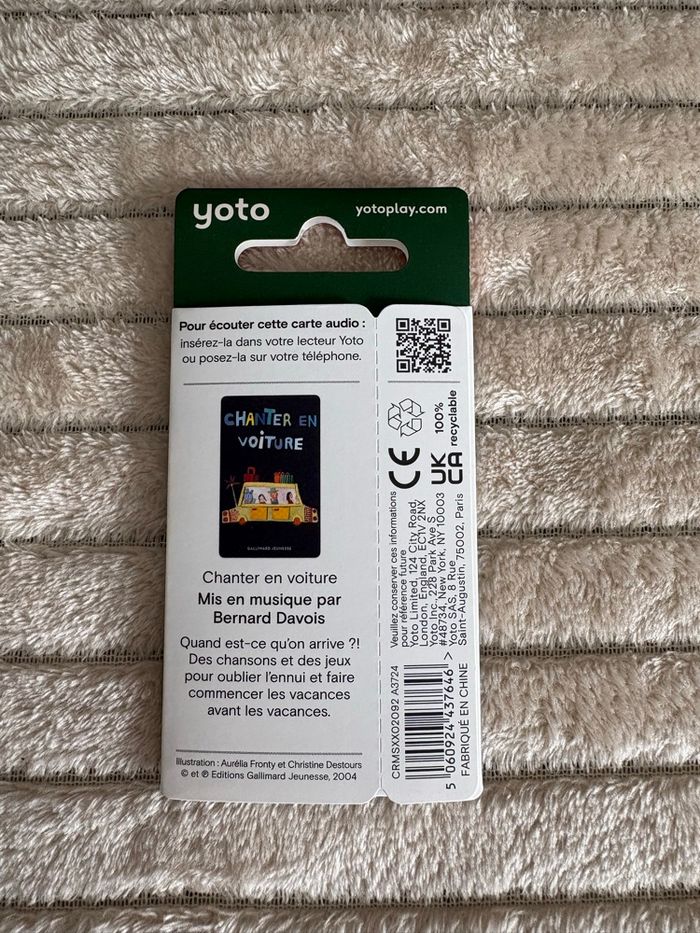 yoto
yotoplay.com
Pour écouter cette carte audio :
insérez-la dans votre lecteur Yoto
ou posez-la sur votre téléphone.
CHANTER EN
VOITURE
GALLIMARD JEUNESSE
Chanter en voiture
Mis en musique par
Bernard Davois
Quand est-ce qu'on arrive ?!
Des chansons et des jeux
pour oublier l'ennui et faire
commencer les vacances
avant les vacances.
Illustration : Aurélia Fronty et Christine Destours
© et ℗ Editions Gallimard Jeunesse, 2004
100%
recyclable
CE
UK
CA
Veuillez conserver ces informations
pour référence future
Yoto Limited, 124 City Road,
London, England, EC1V 2NX
Yoto Inc., 228 Park Ave S
#48734, New York, NY 10003
Yoto SAS, 8 Rue
Saint-Augustin, 75002, Paris
CRMSXX02092 A3724
5 060924 437646 >
FABRIQUÉ EN CHINE